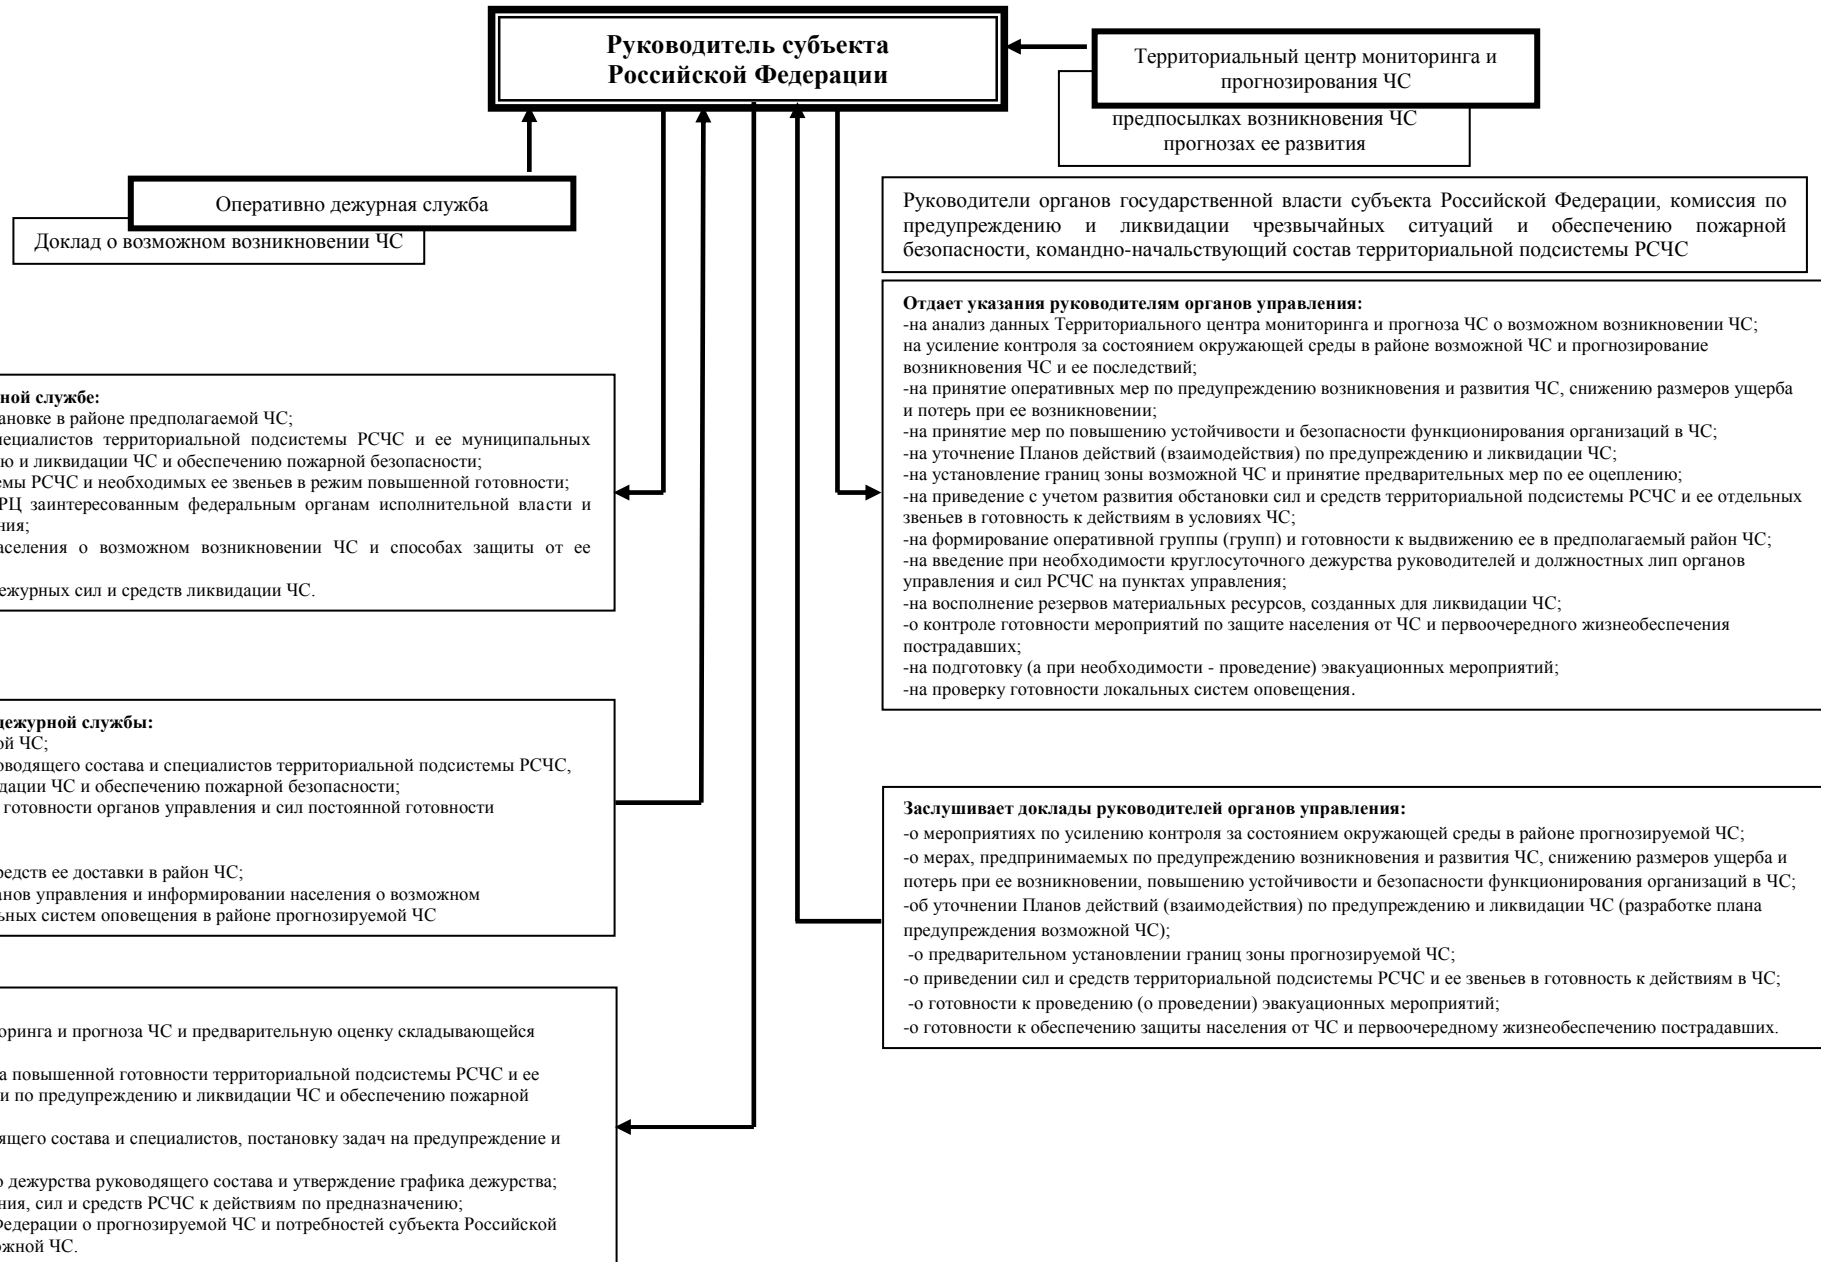 Руководитель субъекта
Российской Федерации
Территориальный центр мониторинга и
прогнозирования ЧС
предпосылках возникновения ЧС
прогнозах ее развития
Оперативно дежурная служба
Доклад о возможном возникновении ЧС
Руководители органов государственной власти субъекта Российской Федерации, комиссия по
предупреждению и ликвидации чрезвычайных ситуаций и обеспечению пожарной
безопасности, командно-начальствующий состав территориальной подсистемы РСЧС
Отдает указания руководителям органов управления:
-на анализ данных Территориального центра мониторинга и прогноза ЧС о возможном возникновении ЧС;
на усиление контроля за состоянием окружающей среды в районе возможной ЧС и прогнозирование
возникновения ЧС и ее последствий;
-на принятие оперативных мер по предупреждению возникновения и развития ЧС, снижению размеров ущерба
и потерь при ее возникновении;
-на принятие мер по повышению устойчивости и безопасности функционирования организаций в ЧС;
-на уточнение Планов действий (взаимодействия) по предупреждению и ликвидации ЧС;
-на установление границ зоны возможной ЧС и принятие предварительных мер по ее оцеплению;
-на приведение с учетом развития обстановки сил и средств территориальной подсистемы РСЧС и ее отдельных
звеньев в готовность к действиям в условиях ЧС;
-на формирование оперативной группы (групп) и готовности к выдвижению ее в предполагаемый район ЧС;
-на введение при необходимости круглосуточного дежурства руководителей и должностных лип органов
управления и сил РСЧС на пунктах управления;
-на восполнение резервов материальных ресурсов, созданных для ликвидации ЧС;
-о контроле готовности мероприятий по защите населения от ЧС и первоочередного жизнеобеспечения
пострадавших;
-на подготовку (а при необходимости - проведение) эвакуационных мероприятий;
-на проверку готовности локальных систем оповещения.
ной службе:
ановке в районе предполагаемой ЧС;
пециалистов территориальной подсистемы РСЧС и ее муниципальных
ю и ликвидации ЧС и обеспечению пожарной безопасности;
емы РСЧС и необходимых ее звеньев в режим повышенной готовности;
РЦ заинтересованным федеральным органам исполнительной власти и
ния;
аселения о возможном возникновении ЧС и способах защиты от ее
ежурных сил и средств ликвидации ЧС.
дежурной службы:
ой ЧС;
оводящего состава и специалистов территориальной подсистемы РСЧС,
дации ЧС и обеспечению пожарной безопасности;
готовности органов управления и сил постоянной готовности
редств ее доставки в район ЧС;
анов управления и информировании населения о возможном
ьных систем оповещения в районе прогнозируемой ЧС
Заслушивает доклады руководителей органов управления:
-о мероприятиях по усилению контроля за состоянием окружающей среды в районе прогнозируемой ЧС;
-о мерах, предпринимаемых по предупреждению возникновения и развития ЧС, снижению размеров ущерба и
потерь при ее возникновении, повышению устойчивости и безопасности функционирования организаций в ЧС;
-об уточнении Планов действий (взаимодействия) по предупреждению и ликвидации ЧС (разработке плана
предупреждения возможной ЧС);
-о предварительном установлении границ зоны прогнозируемой ЧС;
-о приведении сил и средств территориальной подсистемы РСЧС и ее звеньев в готовность к действиям в ЧС;
-о готовности к проведению (о проведении) эвакуационных мероприятий;
-о готовности к обеспечению защиты населения от ЧС и первоочередному жизнеобеспечению пострадавших.
оринга и прогноза ЧС и предварительную оценку складывающейся
а повышенной готовности территориальной подсистемы РСЧС и ее
и по предупреждению и ликвидации ЧС и обеспечению пожарной
ящего состава и специалистов, постановку задач на предупреждение и
о дежурства руководящего состава и утверждение графика дежурства;
ния, сил и средств РСЧС к действиям по предназначению;
Федерации о прогнозируемой ЧС и потребностей субъекта Российской
ожной ЧС.